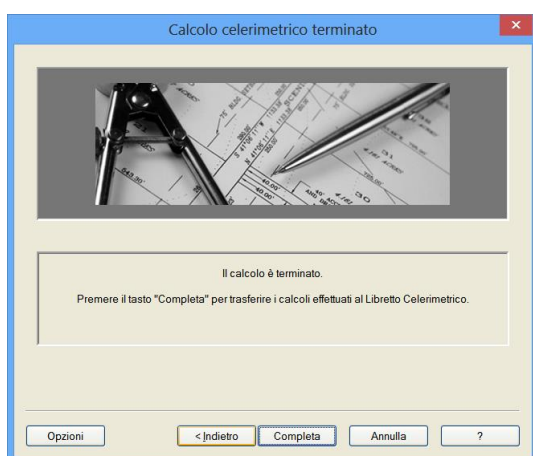 Calcolo celerimetrico terminato
Il calcolo è terminato.
Premere il tasto "Completa" per trasferire i calcoli effettuati al Libretto Celerimetrico.
Opzioni
< Indietro
Completa
Annulla
?